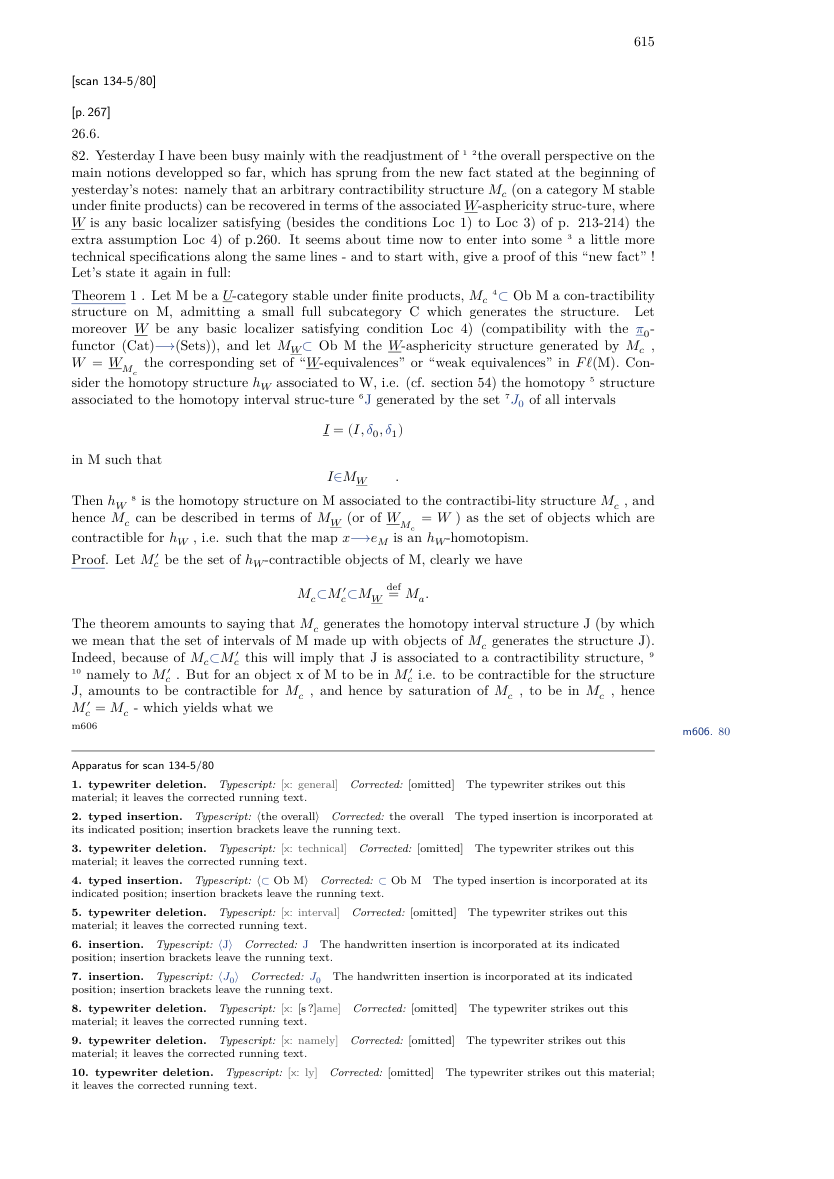 615
[scan 134-5/80]
[p. 267]
26.6.
82. Yesterday I have been busy mainly with the readjustment of ¹ ²the overall perspective on the
main notions developped so far, which has sprung from the new fact stated at the beginning of
yesterday's notes: namely that an arbitrary contractibility structure M_c (on a category M stable
under finite products) can be recovered in terms of the associated W-asphericity struc-ture, where
W is any basic localizer satisfying (besides the conditions Loc 1) to Loc 3) of p. 213-214) the
extra assumption Loc 4) of p.260. It seems about time now to enter into some ³ a little more
technical specifications along the same lines - and to start with, give a proof of this “new fact” !
Let's state it again in full:
Theorem 1 . Let M be a U-category stable under finite products, M_c ⁴⊂ Ob M a con-tractibility
structure on M, admitting a small full subcategory C which generates the structure. Let
moreover W be any basic localizer satisfying condition Loc 4) (compatibility with the π_0-
functor (Cat)⟶(Sets)), and let M_W⊂ Ob M the W-asphericity structure generated by M_c ,
W = W_{M_c} the corresponding set of “W-equivalences” or “weak equivalences” in Fℓ(M). Con-
sider the homotopy structure h_W associated to W, i.e. (cf. section 54) the homotopy ⁵ structure
associated to the homotopy interval struc-ture ⁶J generated by the set ⁷J_0 of all intervals
I = (I, δ_0, δ_1)
in M such that
I∈M_W .
Then h_W ⁸ is the homotopy structure on M associated to the contractibi-lity structure M_c , and
hence M_c can be described in terms of M_W (or of W_{M_c} = W ) as the set of objects which are
contractible for h_W , i.e. such that the map x⟶e_M is an h_W-homotopism.
Proof. Let M′_c be the set of h_W-contractible objects of M, clearly we have
M_c⊂M′_c⊂M_W def= M_a.
The theorem amounts to saying that M_c generates the homotopy interval structure J (by which
we mean that the set of intervals of M made up with objects of M_c generates the structure J).
Indeed, because of M_c⊂M′_c this will imply that J is associated to a contractibility structure, ⁹
¹⁰ namely to M′_c . But for an object x of M to be in M′_c i.e. to be contractible for the structure
J, amounts to be contractible for M_c , and hence by saturation of M_c , to be in M_c , hence
M′_c = M_c - which yields what we
m606
m606. 80
Apparatus for scan 134-5/80
1. typewriter deletion. Typescript: [x: general] Corrected: [omitted] The typewriter strikes out this
material; it leaves the corrected running text.
2. typed insertion. Typescript: ⟨the overall⟩ Corrected: the overall The typed insertion is incorporated at
its indicated position; insertion brackets leave the running text.
3. typewriter deletion. Typescript: [x: technical] Corrected: [omitted] The typewriter strikes out this
material; it leaves the corrected running text.
4. typed insertion. Typescript: ⟨⊂ Ob M⟩ Corrected: ⊂ Ob M The typed insertion is incorporated at its
indicated position; insertion brackets leave the running text.
5. typewriter deletion. Typescript: [x: interval] Corrected: [omitted] The typewriter strikes out this
material; it leaves the corrected running text.
6. insertion. Typescript: ⟨J⟩ Corrected: J The handwritten insertion is incorporated at its indicated
position; insertion brackets leave the running text.
7. insertion. Typescript: ⟨J_0⟩ Corrected: J_0 The handwritten insertion is incorporated at its indicated
position; insertion brackets leave the running text.
8. typewriter deletion. Typescript: [x: [s ?]ame] Corrected: [omitted] The typewriter strikes out this
material; it leaves the corrected running text.
9. typewriter deletion. Typescript: [x: namely] Corrected: [omitted] The typewriter strikes out this
material; it leaves the corrected running text.
10. typewriter deletion. Typescript: [x: ly] Corrected: [omitted] The typewriter strikes out this material;
it leaves the corrected running text.